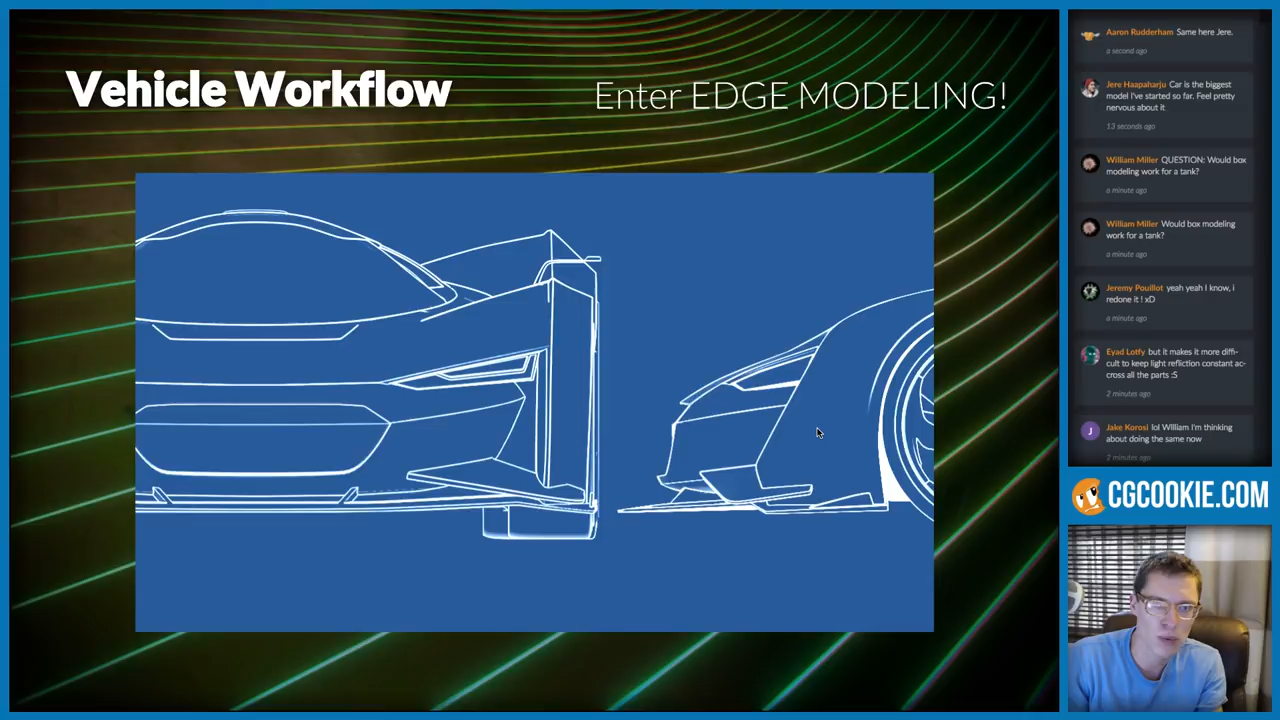 Vehicle Workflow
Enter EDGE MODELING!
Aaron Rudderham Same here Jere.
a second ago
Jere Haapaharju Car is the biggest
model I've started so far. Feel pretty
nervous about it
13 seconds ago
William Miller QUESTION: Would box
modeling work for a tank?
a minute ago
William Miller Would box modeling
work for a tank?
a minute ago
Jeremy Pouillot yeah yeah I know, i
redone it ! xD
a minute ago
Eyad Lotfy but it makes it more diffi-
cult to keep light refliction constant ac-
cross all the parts :S
2 minutes ago
J
Jake Korosi lol William I'm thinking
about doing the same now
2 minutes ago
CGCOOKIE.COM